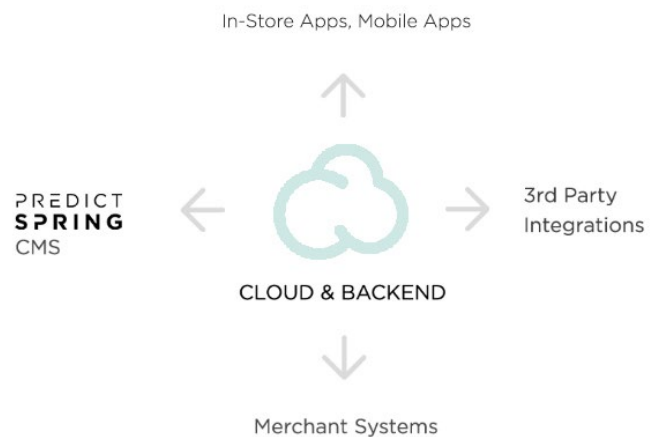 In-Store Apps, Mobile Apps
PREDICT
SPRING
CMS
3rd Party
Integrations
CLOUD & BACKEND
Merchant Systems